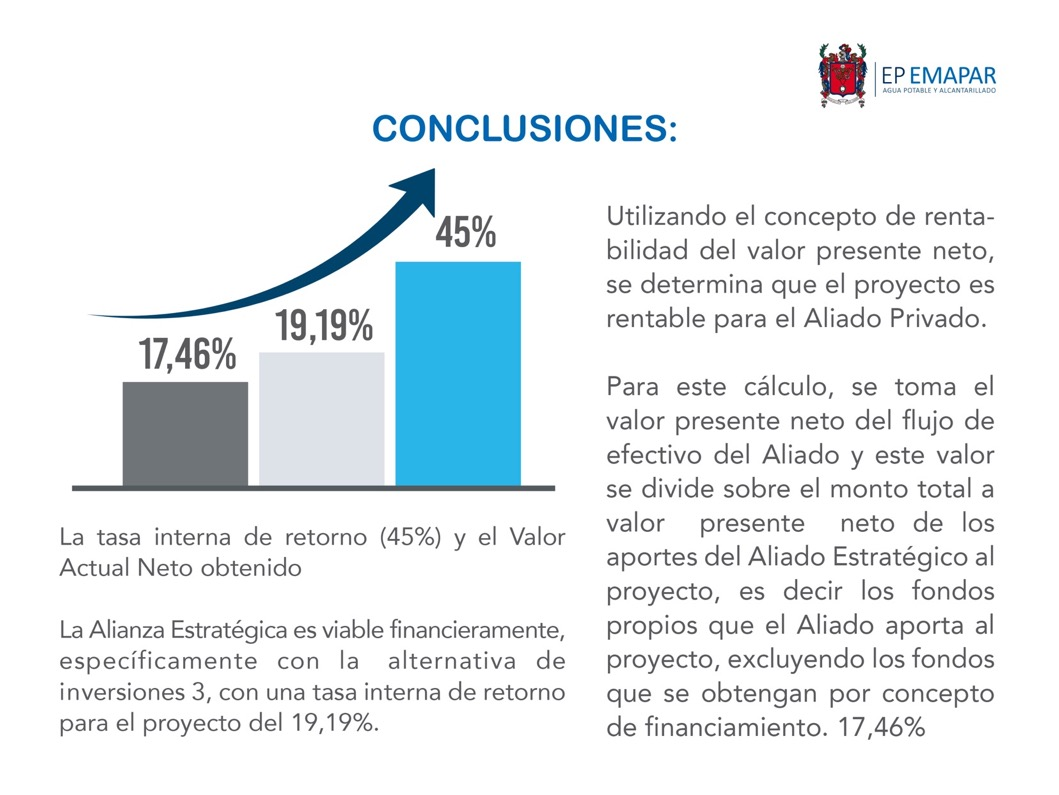 EP EMAPAR
AGUA POTABLE Y ALCANTARILLADO
CONCLUSIONES:
45%
19,19%
17,46%
La tasa interna de retorno (45%) y el Valor
Actual Neto obtenido
La Alianza Estratégica es viable financieramente,
específicamente con la alternativa de
inversiones 3, con una tasa interna de retorno
para el proyecto del 19,19%.
Utilizando el concepto de renta-
bilidad del valor presente neto,
se determina que el proyecto es
rentable para el Aliado Privado.
Para este cálculo, se toma el
valor presente neto del flujo de
efectivo del Aliado y este valor
se divide sobre el monto total a
valor presente neto de los
aportes del Aliado Estratégico al
proyecto, es decir los fondos
propios que el Aliado aporta al
proyecto, excluyendo los fondos
que se obtengan por concepto
de financiamiento. 17,46%